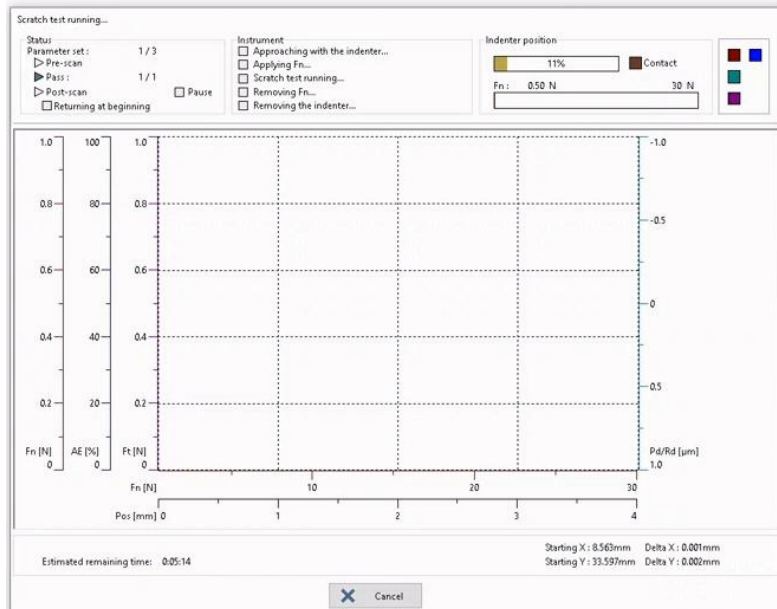 Scratch test running...
Status
Parameter set : 1 / 3
Pre-scan
Pass : 1 / 1
Post-scan Pause
Returning at beginning
Instrument
Approaching with the indenter...
Applying Fn...
Scratch test running...
Removing Fn...
Removing the indenter...
Indenter position
11% Contact
Fn : 0.50 N 30 N
1.0 100 1.0 -1.0
0.8 80 0.8 -0.5
0.6 60 0.6 0
0.4 40 0.4 0.5
0.2 20 0.2
Fn [N] AE [%] Ft [N] Pd/Rd [µm]
0 0 0 1.0
Fn [N] 10 20 30
Pos [mm] 0 1 2 3 4
Estimated remaining time: 0:05:14
Starting X : 8.563mm Delta X : 0.001mm
Starting Y : 33.597mm Delta Y : 0.002mm
Cancel